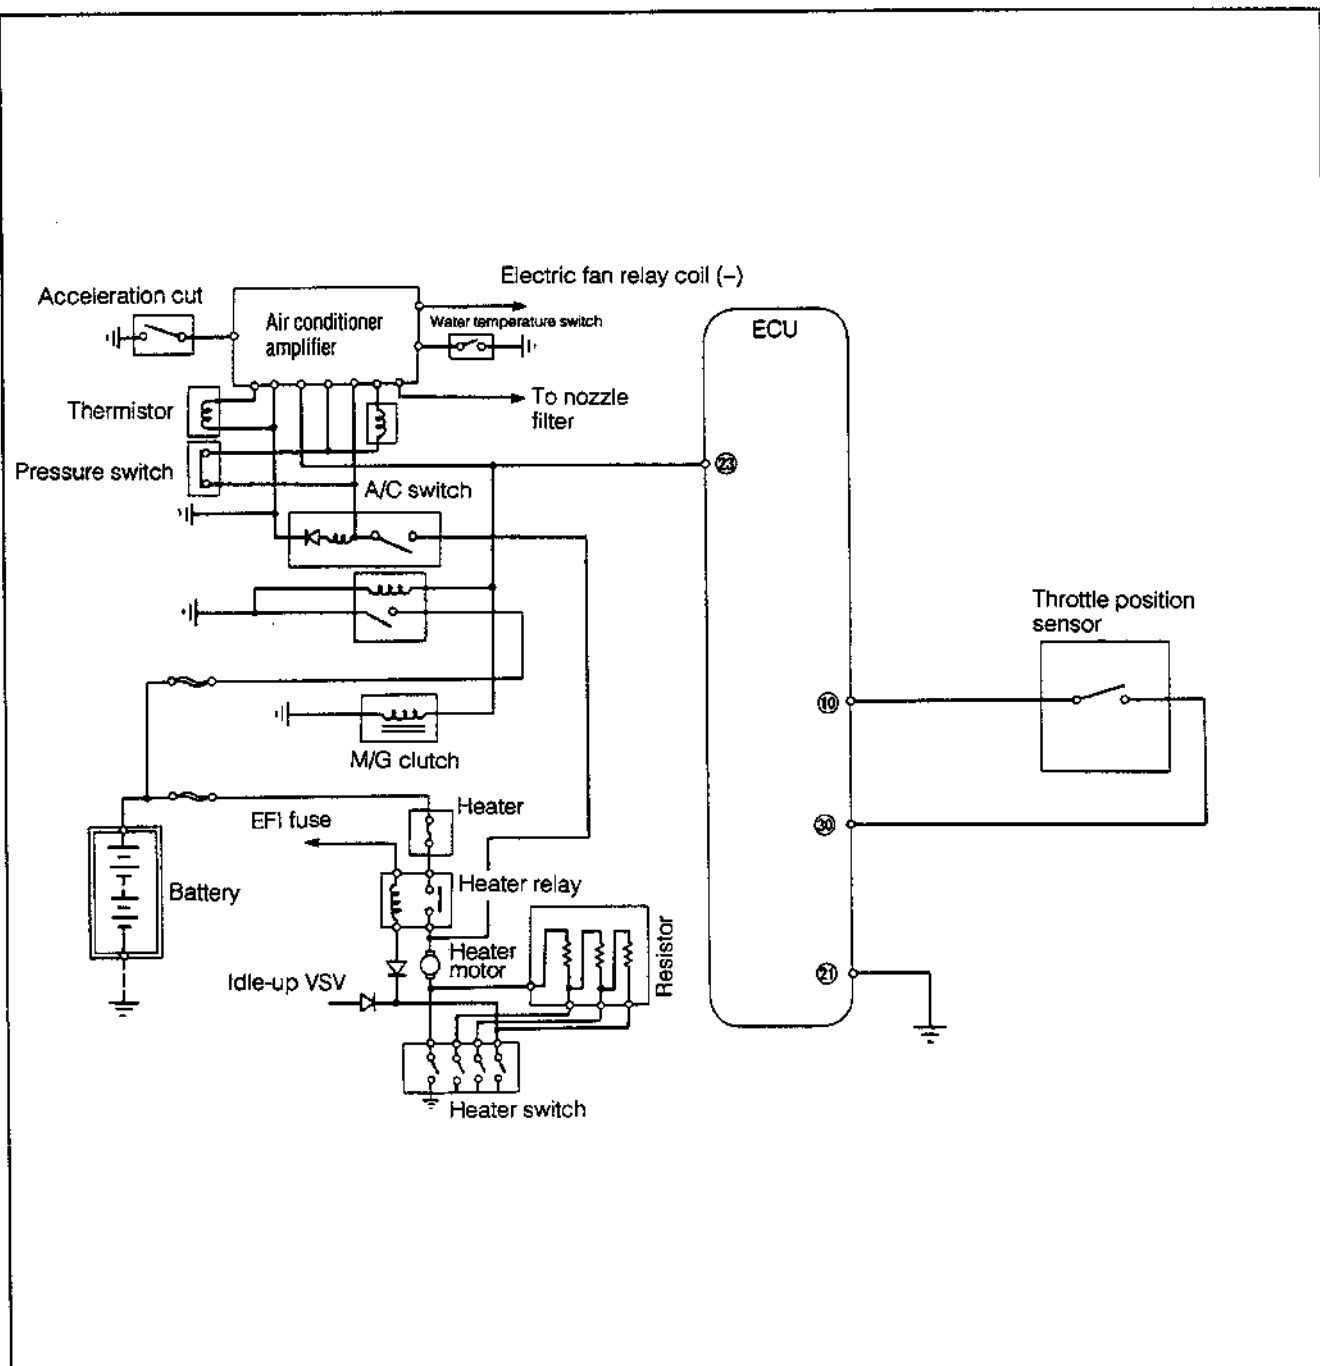 Electric fan relay coil (–)
Acceleration cut
Air conditioner
amplifier
Water temperature switch
ECU
Thermistor
To nozzle
filter
Pressure switch
23
A/C switch
Throttle position
sensor
10
M/G clutch
Heater
EFI fuse
30
Battery
Heater relay
Resistor
Heater
motor
Idle-up VSV
21
Heater switch